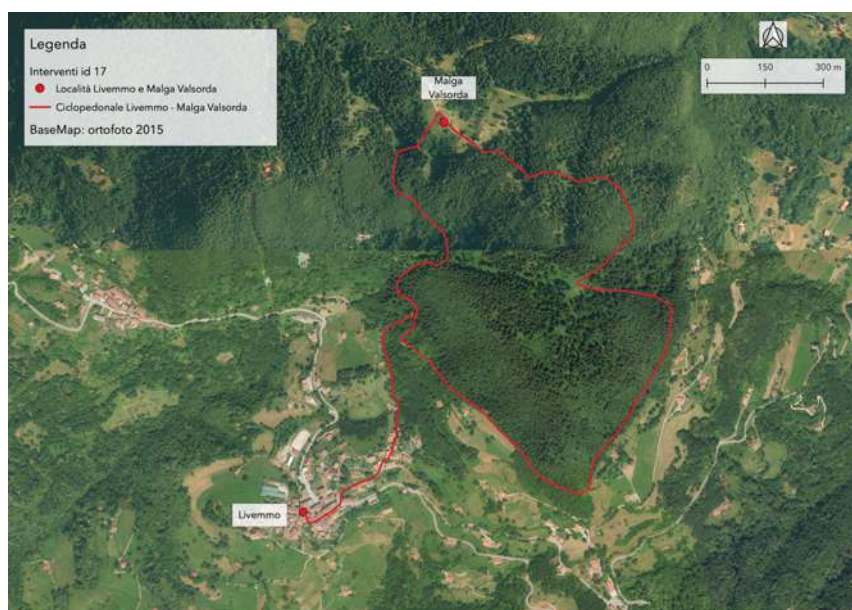 Legenda
Interventi id 17
Località Livemmo e Malga Valsorda
Ciclopedonale Livemmo - Malga Valsorda
BaseMap: ortofoto 2015
0 150 300 m
Malga
Valsorda
Livemmo